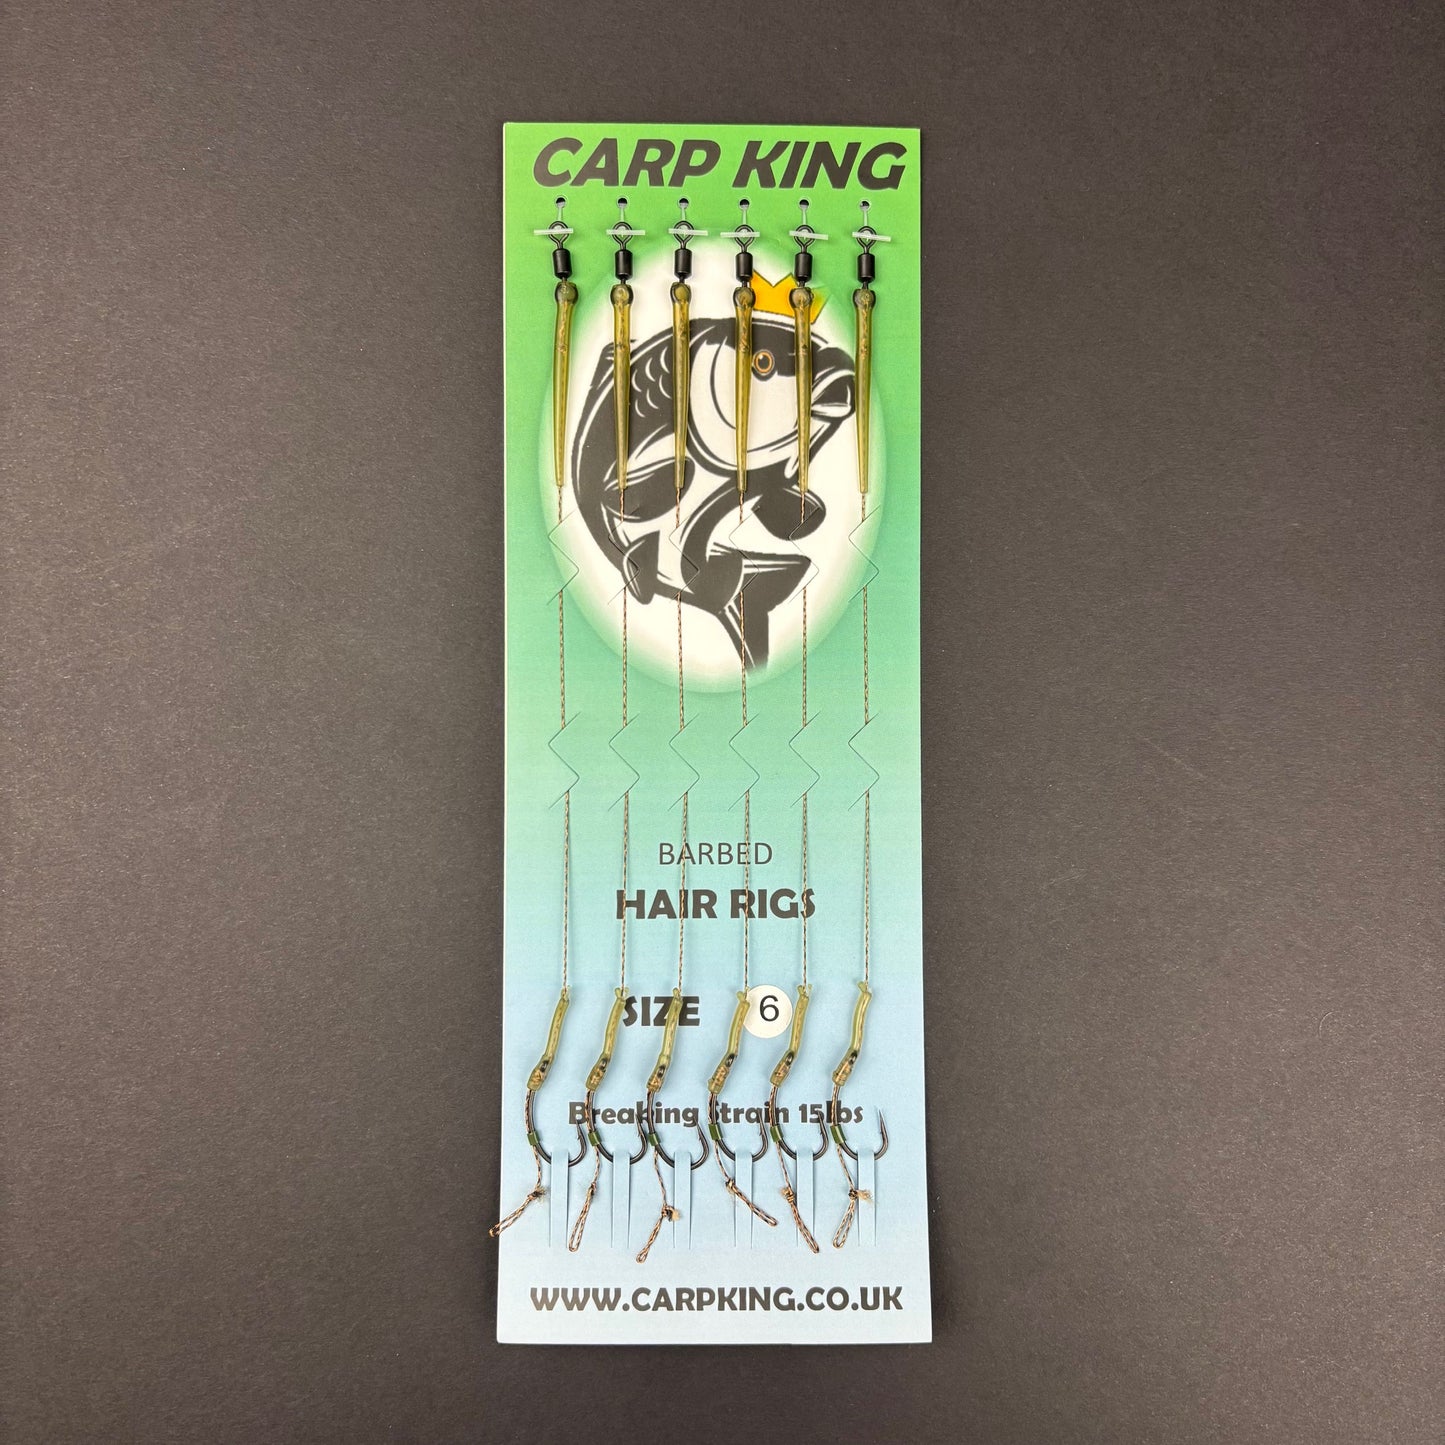 CARP KING
BARBED
HAIR RIGS
SIZE 6
Breaking Strain 15lbs
WWW.CARPKING.CO.UK